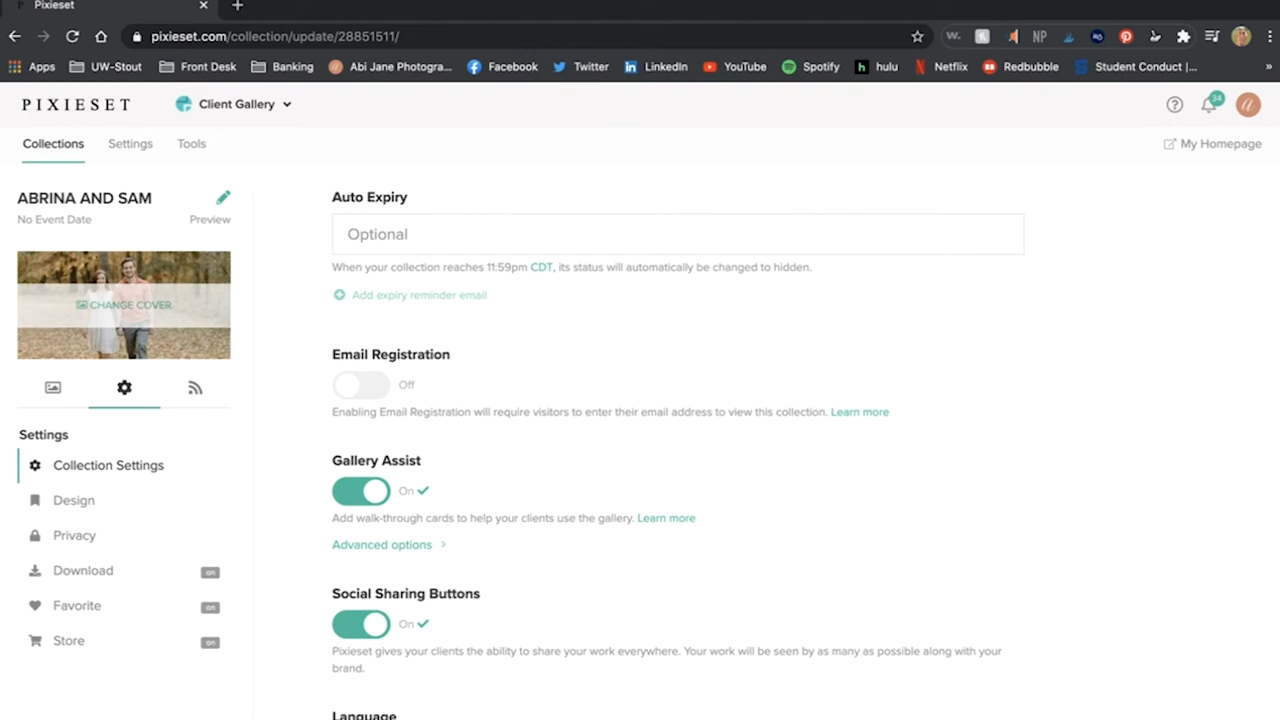 Pixieset
pixieset.com/collection/update/28851511/
Apps UW-Stout Front Desk Banking Abi Jane Photogra... Facebook Twitter LinkedIn YouTube Spotify hulu Netflix Redbubble Student Conduct |... »
PIXIESET Client Gallery 34
Collections Settings Tools My Homepage
ABRINA AND SAM
No Event Date Preview
CHANGE COVER
Settings
Collection Settings
Design
Privacy
Download on
Favorite on
Store on
Auto Expiry
Optional
When your collection reaches 11:59pm CDT, its status will automatically be changed to hidden.
Add expiry reminder email
Email Registration
Off
Enabling Email Registration will require visitors to enter their email address to view this collection. Learn more
Gallery Assist
On
Add walk-through cards to help your clients use the gallery. Learn more
Advanced options >
Social Sharing Buttons
On
Pixieset gives your clients the ability to share your work everywhere. Your work will be seen by as many as possible along with your
brand.
Language